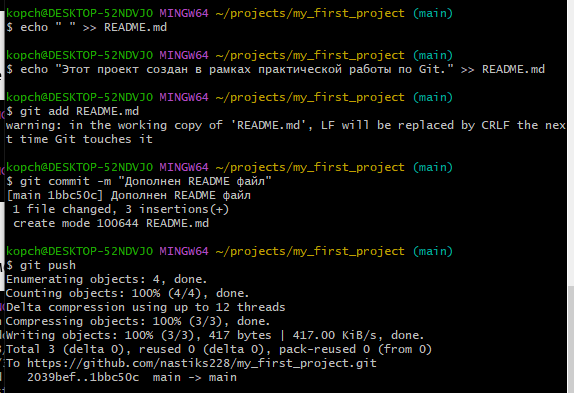 kopch@DESKTOP-52NDVJO MINGW64 ~/projects/my_first_project (main)
$ echo " " >> README.md
kopch@DESKTOP-52NDVJO MINGW64 ~/projects/my_first_project (main)
$ echo "Этот проект создан в рамках практической работы по Git." >> README.md
kopch@DESKTOP-52NDVJO MINGW64 ~/projects/my_first_project (main)
$ git add README.md
warning: in the working copy of 'README.md', LF will be replaced by CRLF the nex
t time Git touches it
kopch@DESKTOP-52NDVJO MINGW64 ~/projects/my_first_project (main)
$ git commit -m "Дополнен README файл"
[main 1bbc50c] Дополнен README файл
 1 file changed, 3 insertions(+)
 create mode 100644 README.md
kopch@DESKTOP-52NDVJO MINGW64 ~/projects/my_first_project (main)
$ git push
Enumerating objects: 4, done.
Counting objects: 100% (4/4), done.
Delta compression using up to 12 threads
Compressing objects: 100% (3/3), done.
Writing objects: 100% (3/3), 417 bytes | 417.00 KiB/s, done.
Total 3 (delta 0), reused 0 (delta 0), pack-reused 0 (from 0)
To https://github.com/nastiks228/my_first_project.git
   2039bef..1bbc50c  main -> main